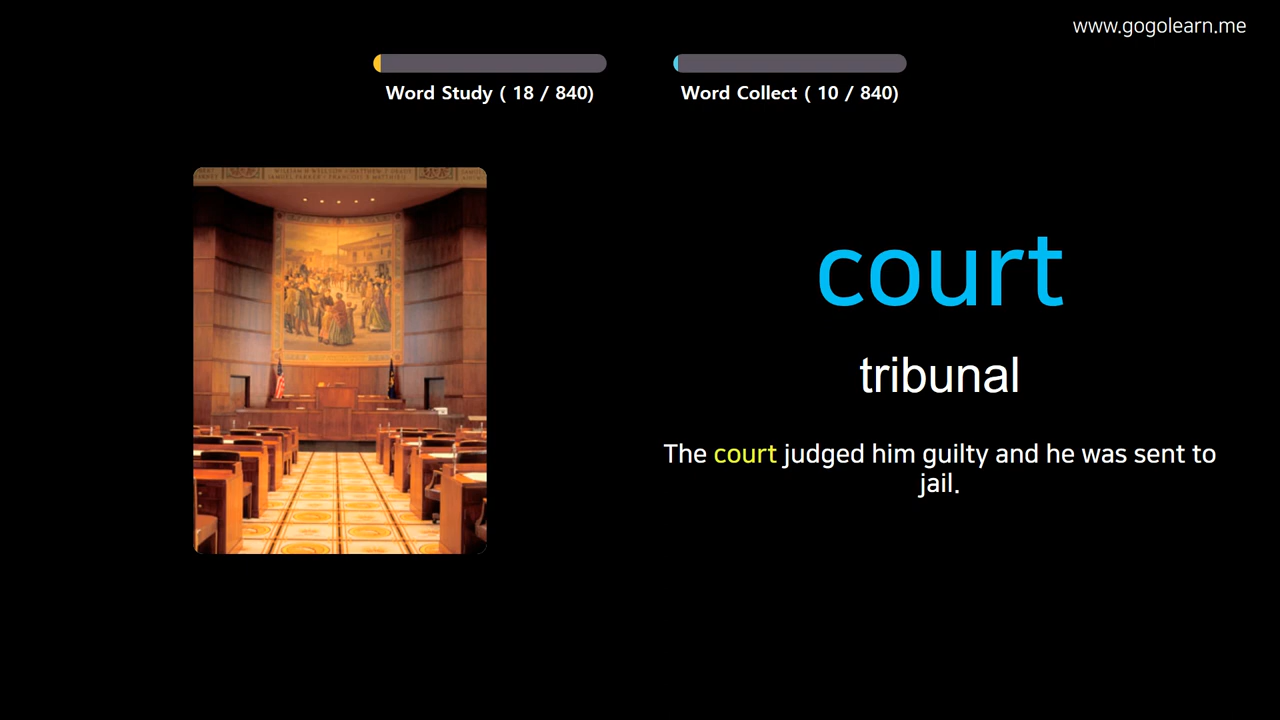 www.gogolearn.me
Word Study ( 18 / 840)
Word Collect ( 10 / 840)
court
tribunal
The court judged him guilty and he was sent to
jail.